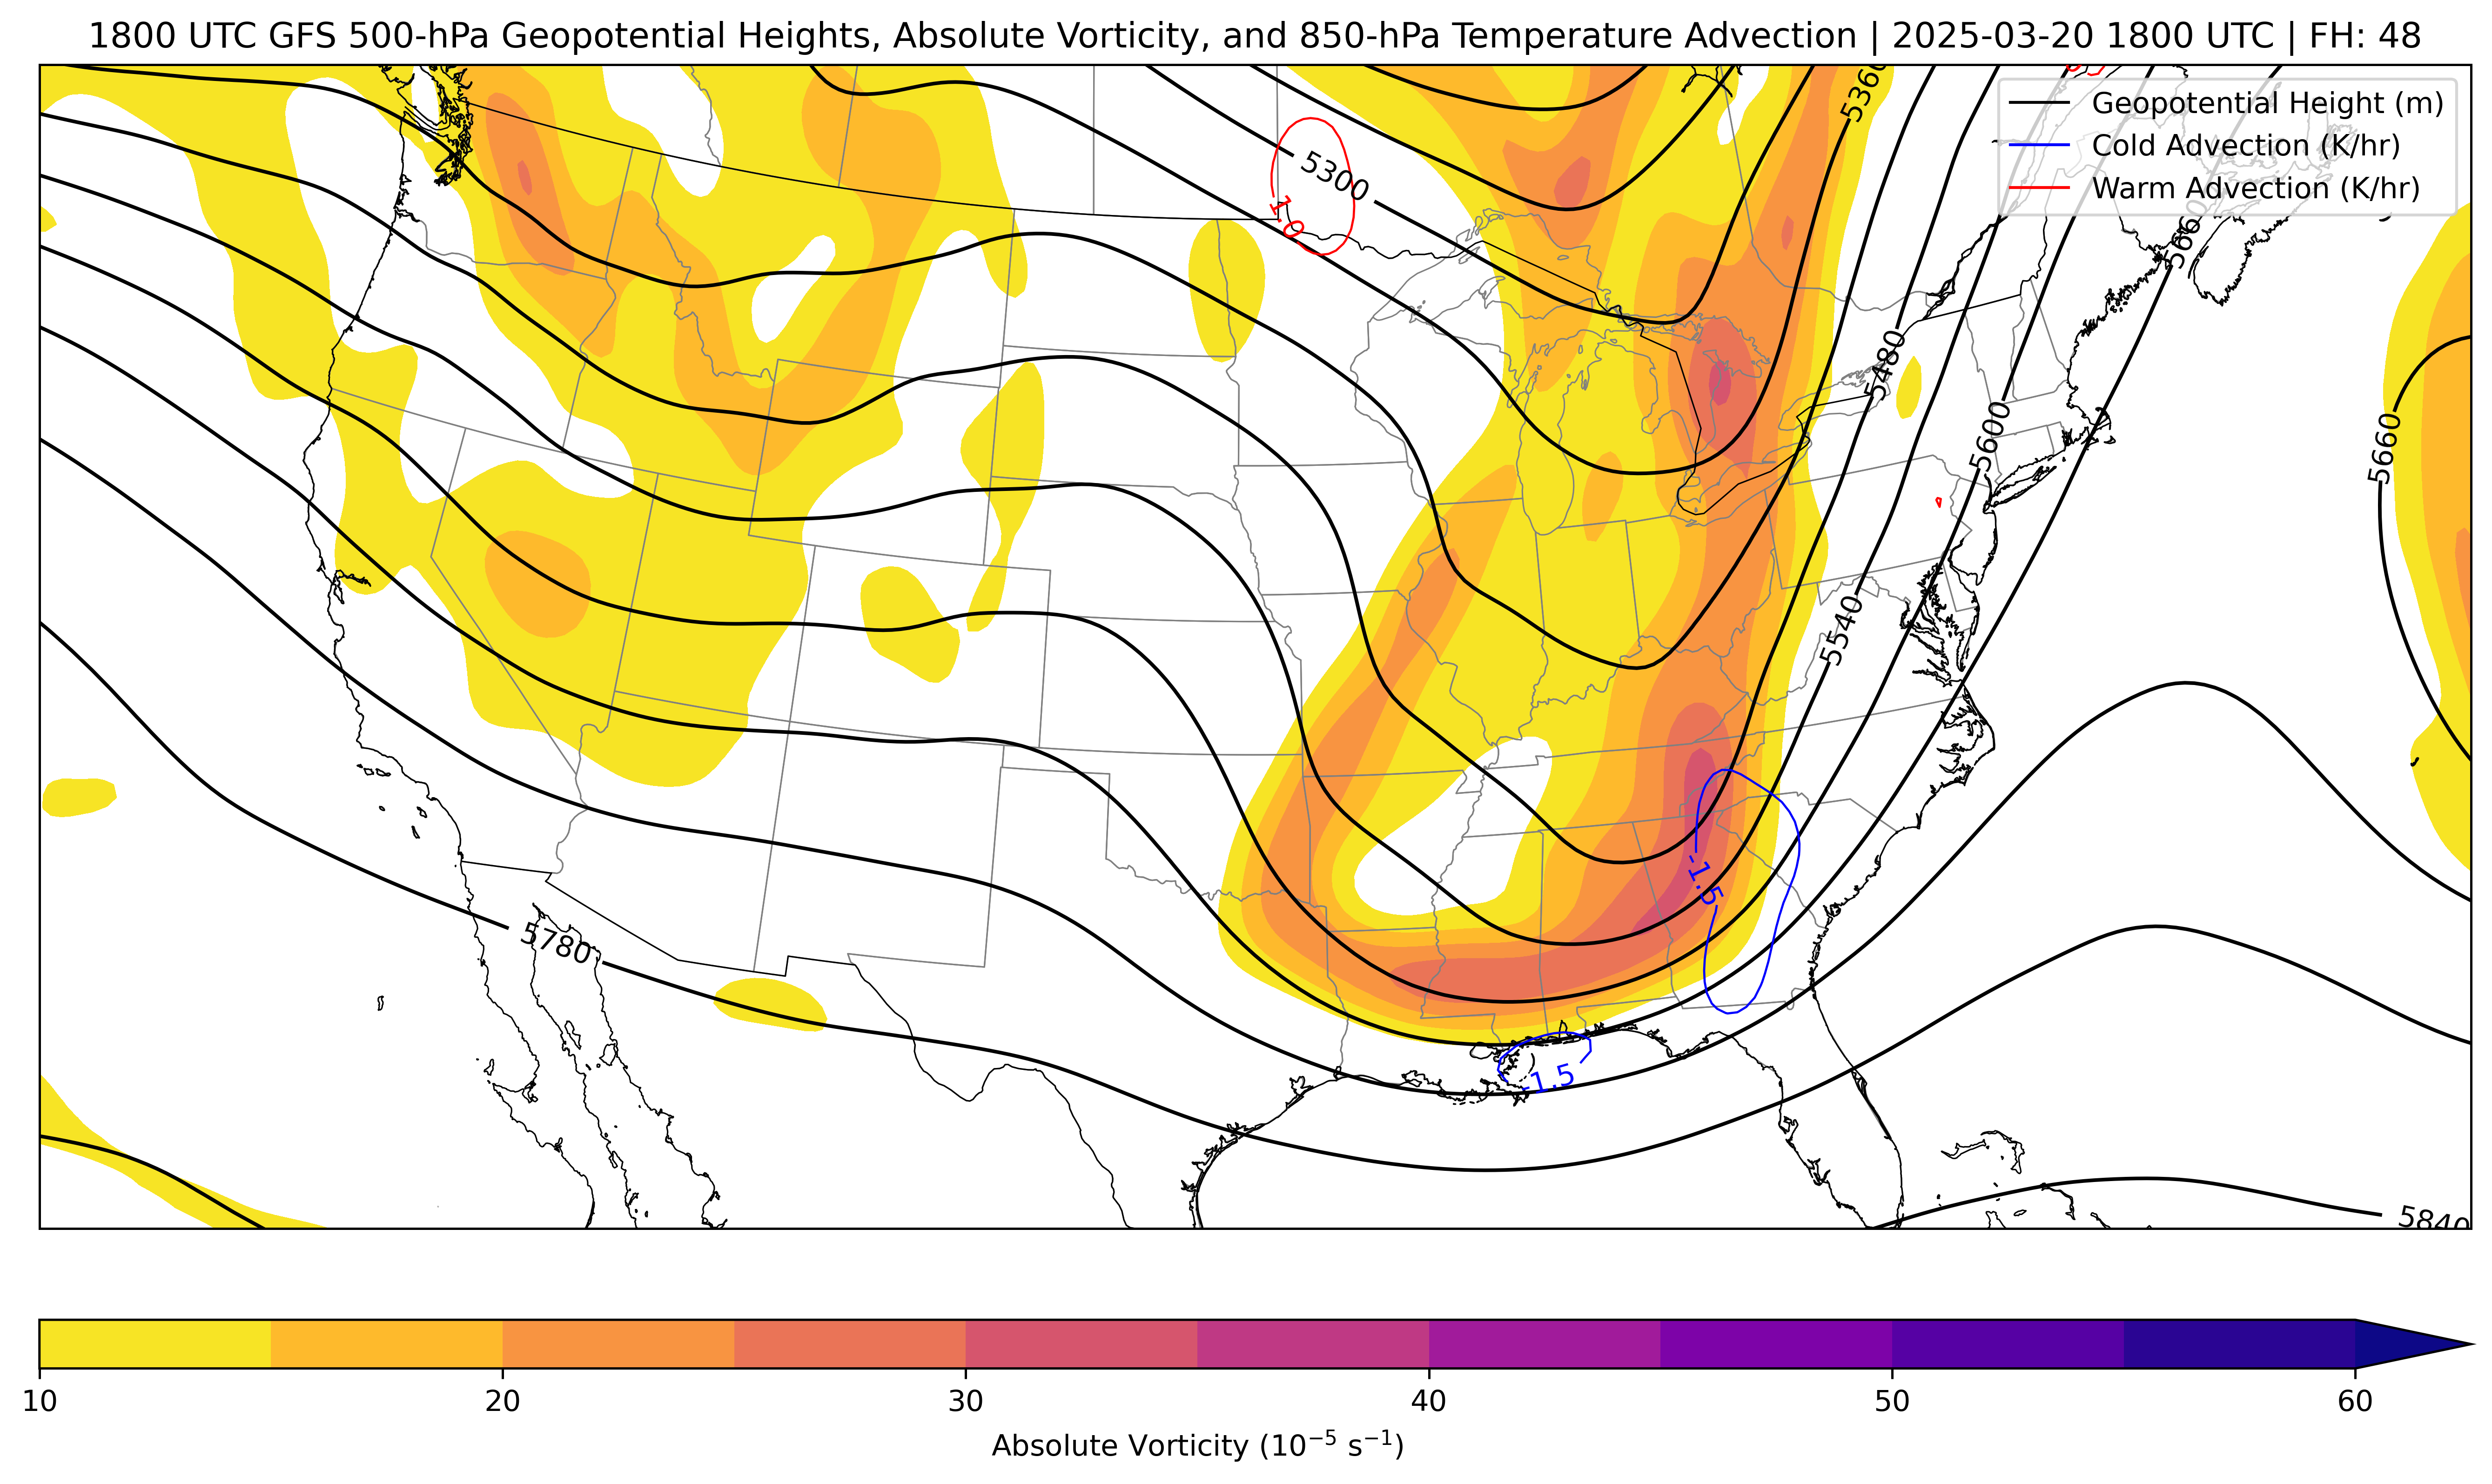 1800 UTC GFS 500-hPa Geopotential Heights, Absolute Vorticity, and 850-hPa Temperature Advection | 2025-03-20 1800 UTC | FH: 48
Geopotential Height (m)
Cold Advection (K/hr)
Warm Advection (K/hr)
5360
5300
1.0
5660
5480
5600
5660
5540
-1.5
5780
-1.5
5840
10 20 30 40 50 60
Absolute Vorticity (10⁻⁵ s⁻¹)